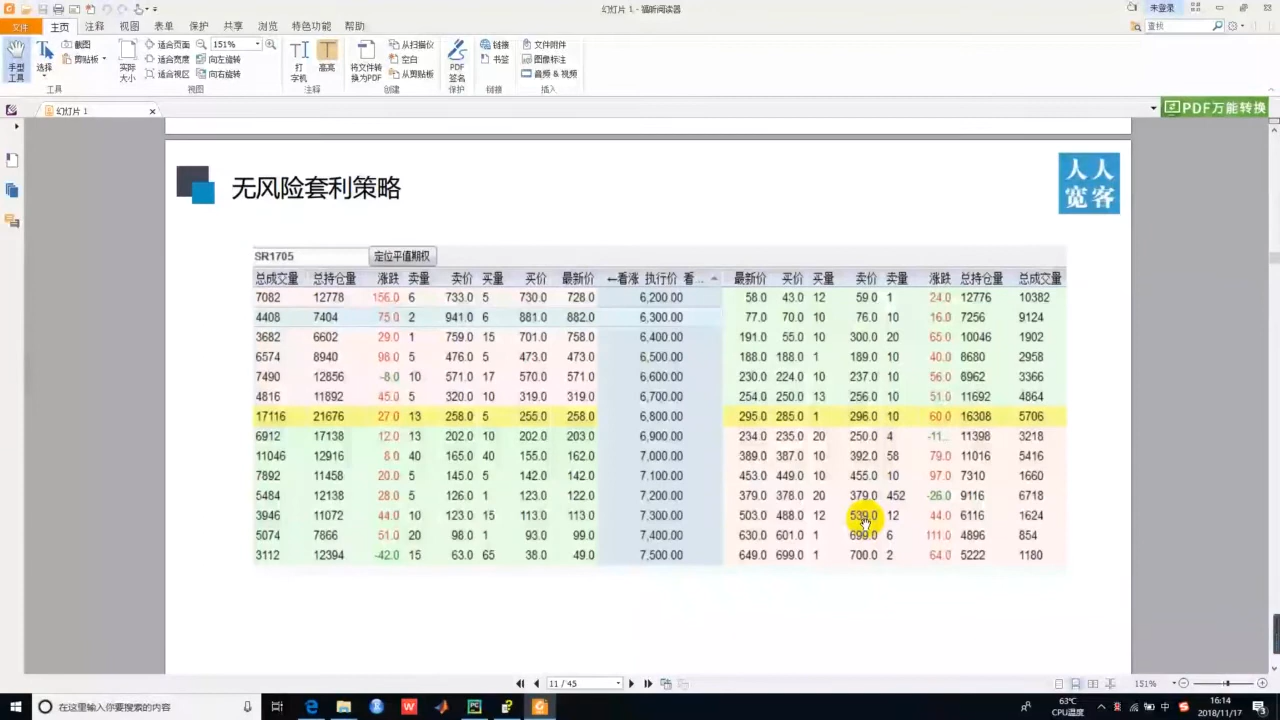 幻灯片 1. - 福昕阅读器
未登录
文件 主页 注释 视图 表单 保护 共享 浏览 特色功能 帮助
查找
手型工具
选择
截图
剪贴板
实际大小
适合页面
适合宽度
适合视区
151%
向左旋转
向右旋转
打字机
高亮
将文件转换为PDF
从扫描仪
空白
从剪贴板
PDF签名
链接
书签
文件附件
图像标注
音频 & 视频
工具 视图 注释 创建 保护 链接 插入
幻灯片 1
PDF万能转换
无风险套利策略
人人
宽客
SR1705 定位平值期权
总成交量 总持仓量 涨跌 卖量 卖价 买量 买价 最新价 ←看涨 执行价 看... 最新价 买价 买量 卖价 卖量 涨跌 总持仓量 总成交量
7082 12778 156.0 6 733.0 5 730.0 728.0 6,200.00 58.0 43.0 12 59.0 1 24.0 12776 10382
4408 7404 75.0 2 941.0 6 881.0 882.0 6,300.00 77.0 70.0 10 76.0 10 16.0 7256 9124
3682 6602 29.0 1 759.0 15 701.0 758.0 6,400.00 191.0 55.0 10 300.0 20 65.0 10046 1902
6574 8940 96.0 5 476.0 5 473.0 473.0 6,500.00 188.0 188.0 1 189.0 10 40.0 8680 2958
7490 12856 -8.0 10 571.0 17 570.0 571.0 6,600.00 230.0 224.0 10 237.0 10 56.0 8962 3366
4816 11892 45.0 5 320.0 10 319.0 319.0 6,700.00 254.0 250.0 13 256.0 10 51.0 11692 4864
17116 21676 27.0 13 258.0 5 255.0 258.0 6,800.00 295.0 285.0 1 296.0 10 60.0 16308 5706
6912 17138 12.0 13 202.0 10 202.0 203.0 6,900.00 234.0 235.0 20 250.0 4 -11... 11398 3218
11046 12916 8.0 40 165.0 40 155.0 162.0 7,000.00 389.0 387.0 10 392.0 58 79.0 11016 5416
7892 11458 20.0 5 145.0 5 142.0 142.0 7,100.00 453.0 449.0 10 455.0 10 97.0 7310 1660
5484 12138 28.0 5 126.0 1 123.0 122.0 7,200.00 379.0 378.0 20 379.0 452 -26.0 9116 6718
3946 11072 44.0 10 123.0 15 113.0 113.0 7,300.00 503.0 488.0 12 539.0 12 44.0 6116 1624
5074 7866 51.0 20 98.0 1 93.0 99.0 7,400.00 630.0 601.0 1 699.0 6 111.0 4896 854
3112 12394 -42.0 15 63.0 65 38.0 49.0 7,500.00 649.0 699.0 1 700.0 2 64.0 5222 1180
11 / 45
151%
在这里输入你要搜索的内容
63℃
CPU温度
中
16:14
2018/11/17